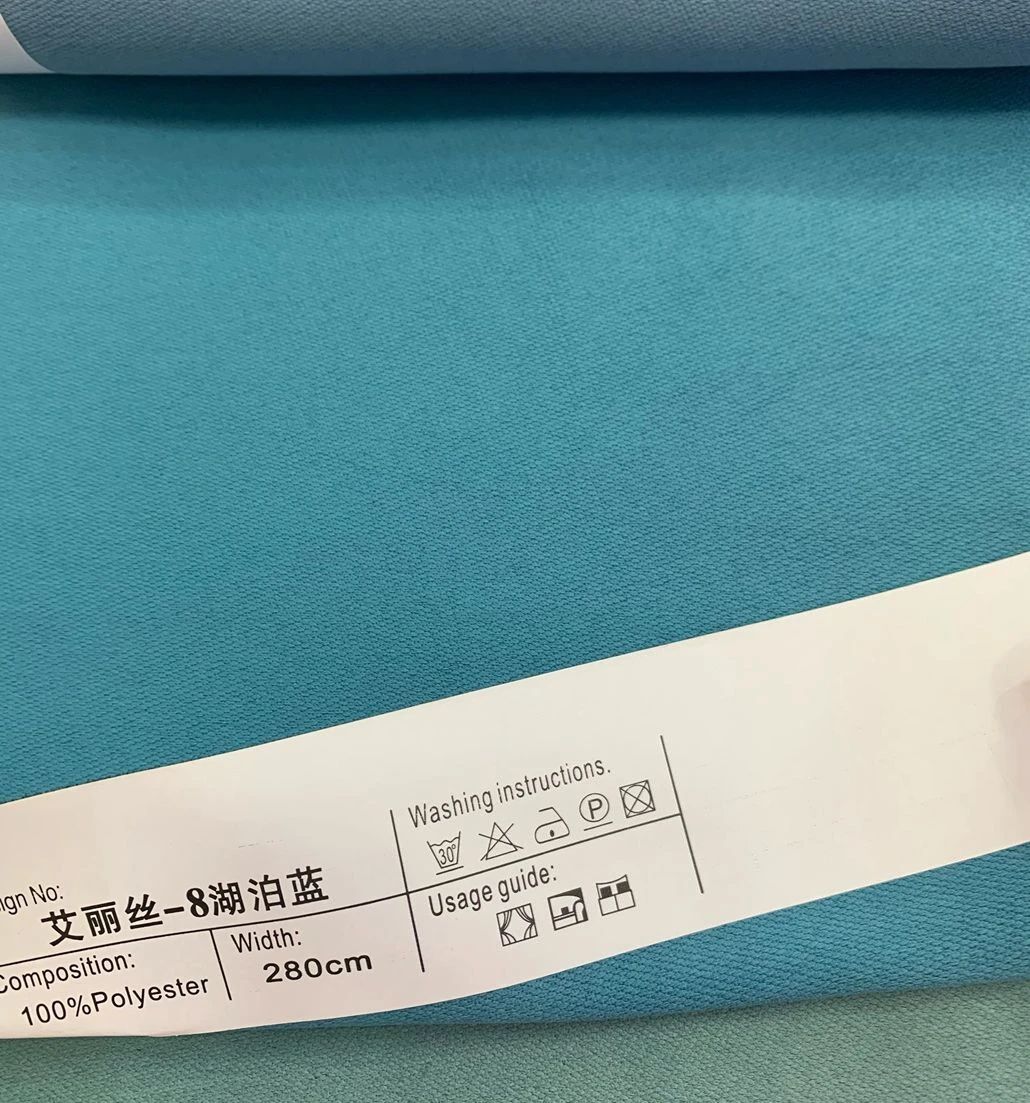 ign No:
艾丽丝-8湖泊蓝
Composition:
100%Polyester
Width:
280cm
Washing instructions.
30°
P
Usage guide: